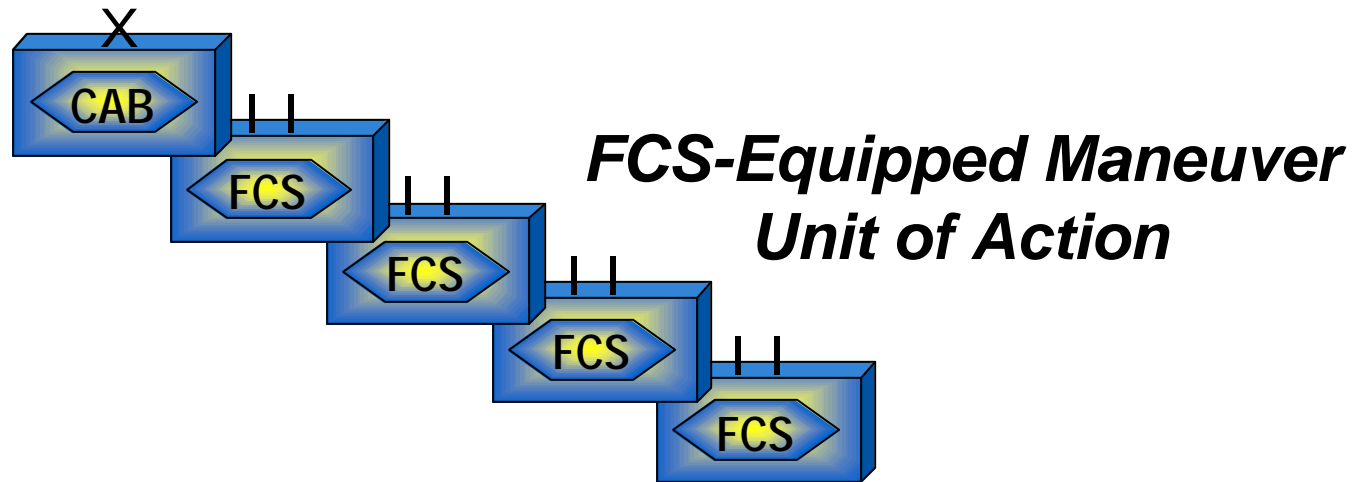 X
CAB
II
FCS
II
FCS
II
FCS
II
FCS
FCS-Equipped Maneuver
Unit of Action